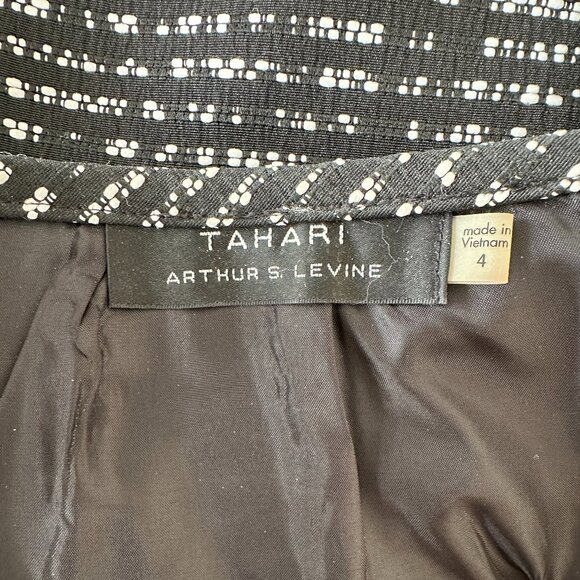 TAHARI
ARTHUR S. LEVINE
made in
Vietnam
4